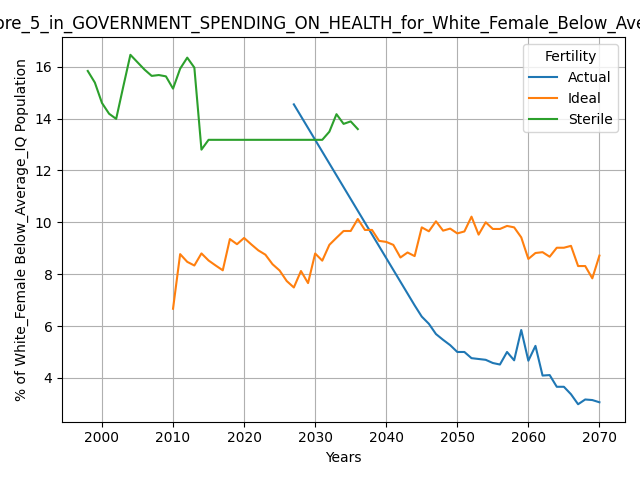 ore_5_in_GOVERNMENT_SPENDING_ON_HEALTH_for_White_Female_Below_Ave
% of White_Female Below_Average_IQ Population
16
14
12
10
8
6
4
Fertility
Actual
Ideal
Sterile
2000 2010 2020 2030 2040 2050 2060 2070
Years